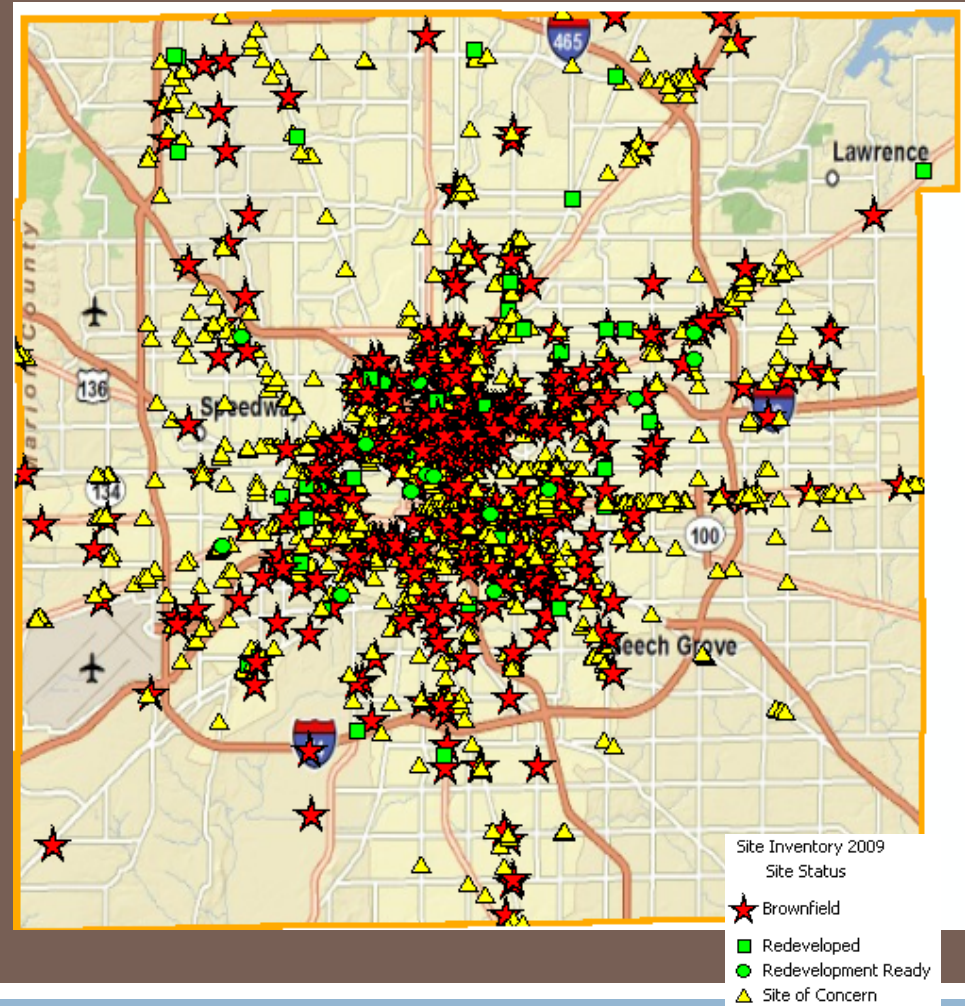 465
Lawrence
Marion County
136
Speedwa
134
100
Beech Grove
Site Inventory 2009
Site Status
Brownfield
Redeveloped
Redevelopment Ready
Site of Concern